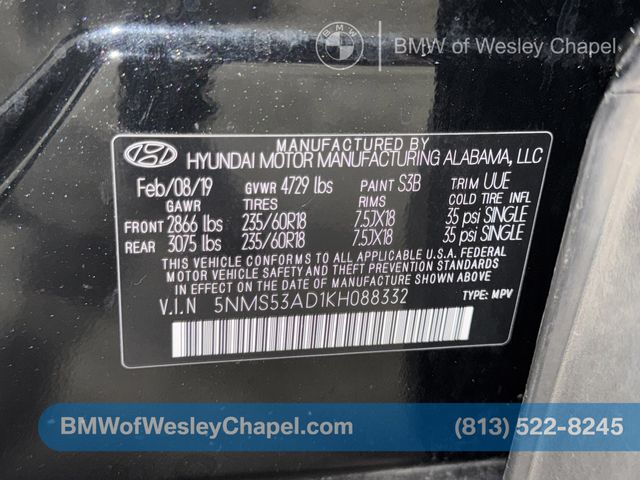 BMW of Wesley Chapel
MANUFACTURED BY
HYUNDAI MOTOR MANUFACTURING ALABAMA, LLC
Feb/08/19 GVWR 4729 lbs PAINT S3B TRIM UUE
GAWR TIRES RIMS COLD TIRE INFL
FRONT 2866 lbs 235/60R18 7.5JX18 35 psi SINGLE
REAR 3075 lbs 235/60R18 7.5JX18 35 psi SINGLE
THIS VEHICLE CONFORMS TO ALL APPLICABLE U.S.A. FEDERAL
MOTOR VEHICLE SAFETY, BUMPER, AND THEFT PREVENTION STANDARDS
IN EFFECT ON THE DATE OF MANUFACTURE SHOWN ABOVE.
V.I.N 5NMS53AD1KH088332 TYPE: MPV
BMWofWesleyChapel.com (813) 522-8245